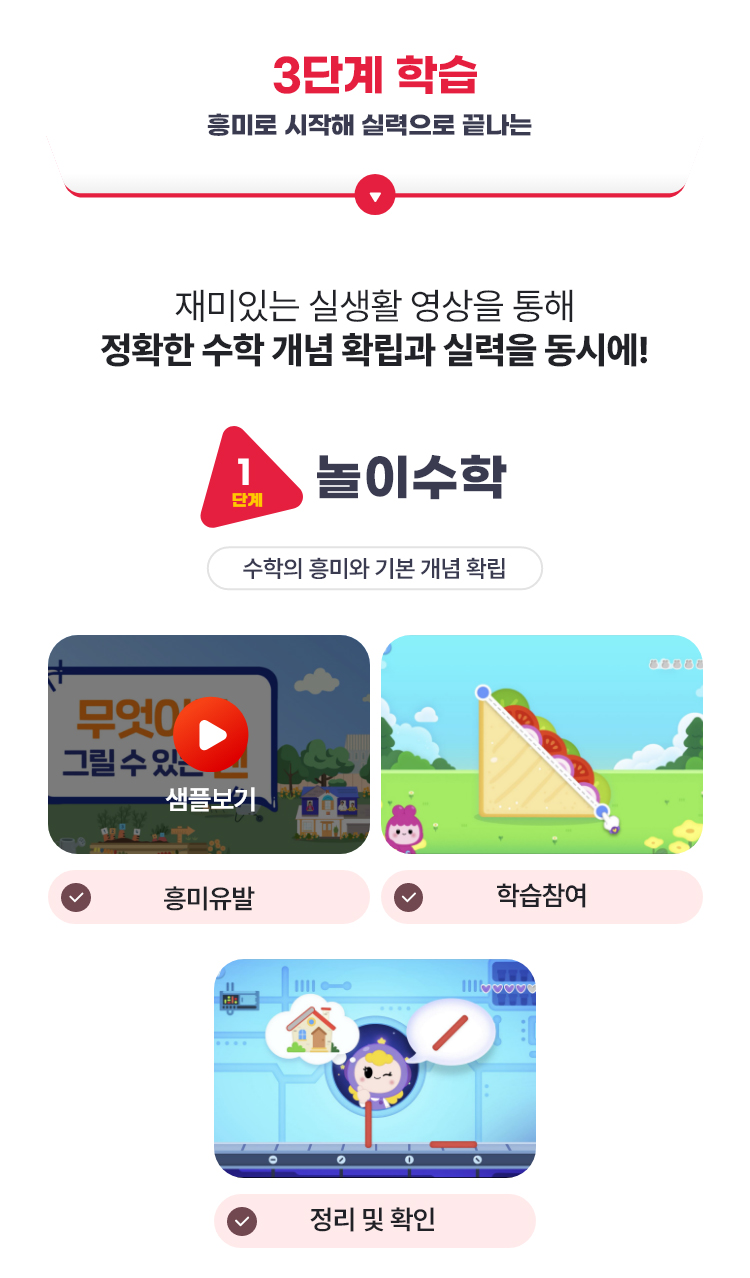 3단계 학습
흥미로 시작해 실력으로 끝나는
재미있는 실생활 영상을 통해
정확한 수학 개념 확립과 실력을 동시에!
1
단계
놀이수학
수학의 흥미와 기본 개념 확립
무엇이
그릴 수 있는
샘플보기
흥미유발
학습참여
정리 및 확인